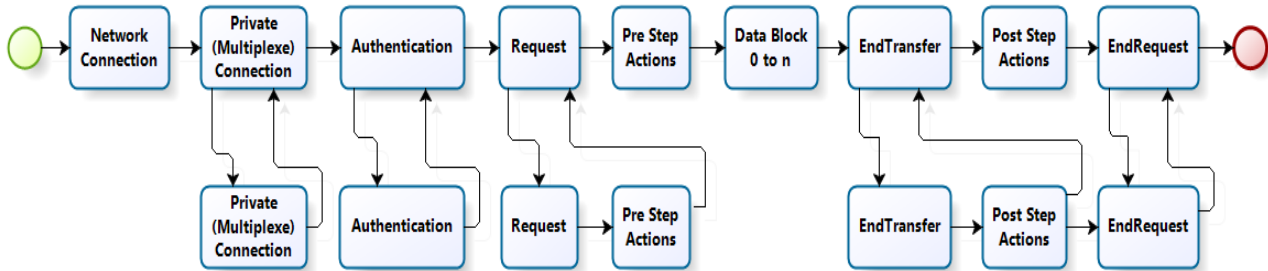 Network
Connection
Private
(Multiplexe)
Connection
Authentication
Request
Pre Step
Actions
Data Block
0 to n
EndTransfer
Post Step
Actions
EndRequest
Private
(Multiplexe)
Connection
Authentication
Request
Pre Step
Actions
EndTransfer
Post Step
Actions
EndRequest